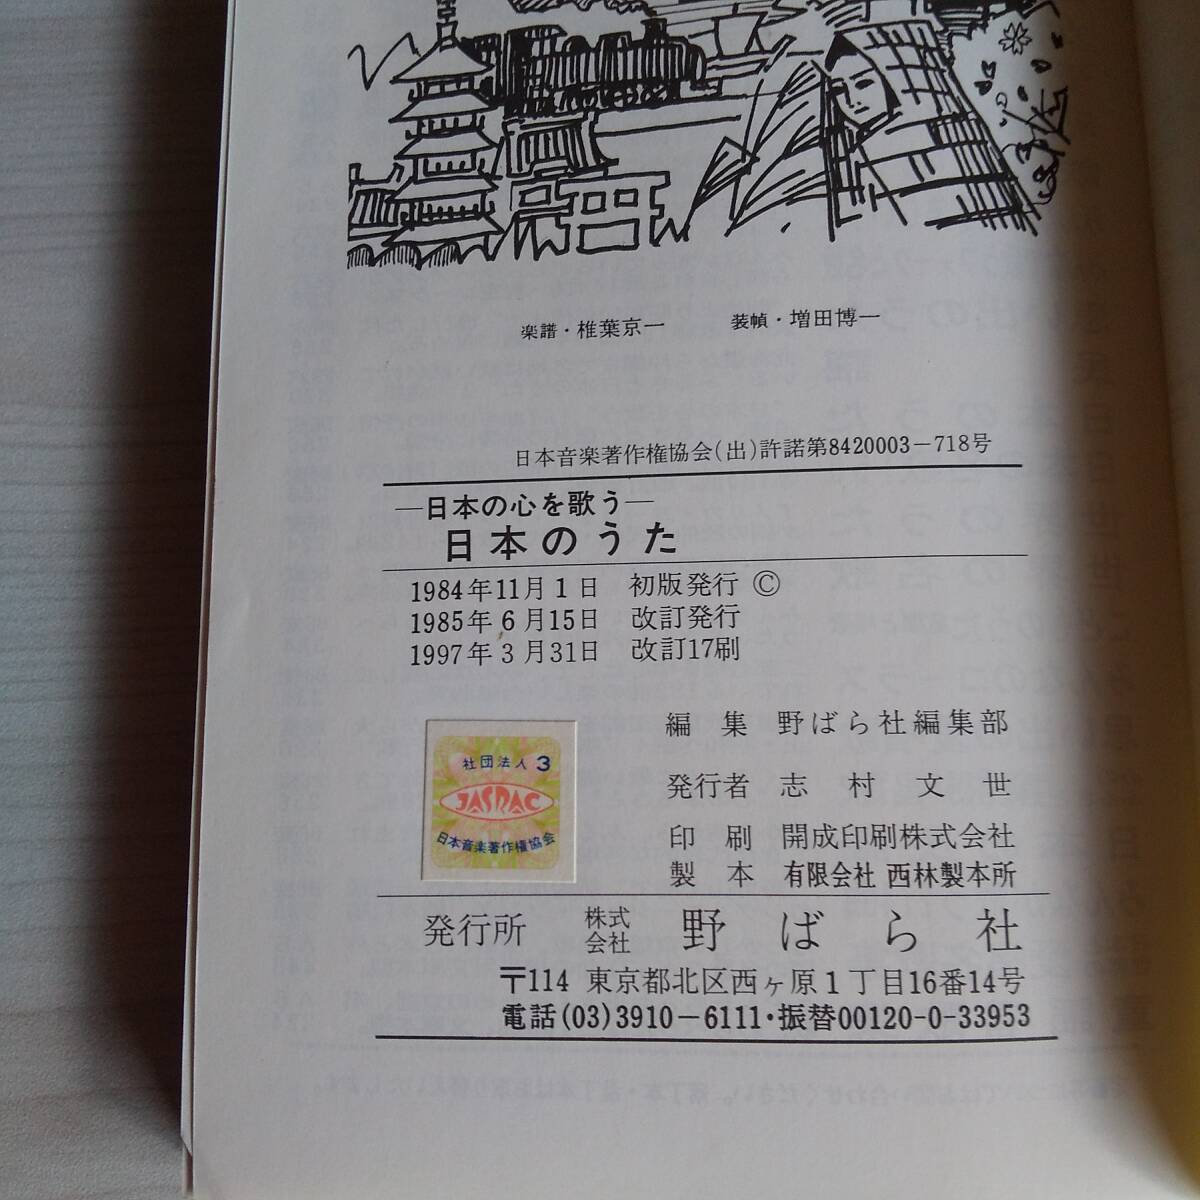 楽譜・椎葉京一　装幀・増田博一
日本音楽著作権協会(出)許諾第8420003－718号
―日本の心を歌う―
日本のうた
1984年11月1日　初版発行 ©
1985年6月15日　改訂発行
1997年3月31日　改訂17刷
社団法人 3
JASRAC
日本音楽著作権協会
編　集　野ばら社編集部
発行者　志　村　文　世
印　刷　開成印刷株式会社
製　本　有限会社 西林製本所
発行所　株式会社　野ばら社
〒114 東京都北区西ヶ原1丁目16番14号
電話(03)3910－6111・振替00120-0-33953